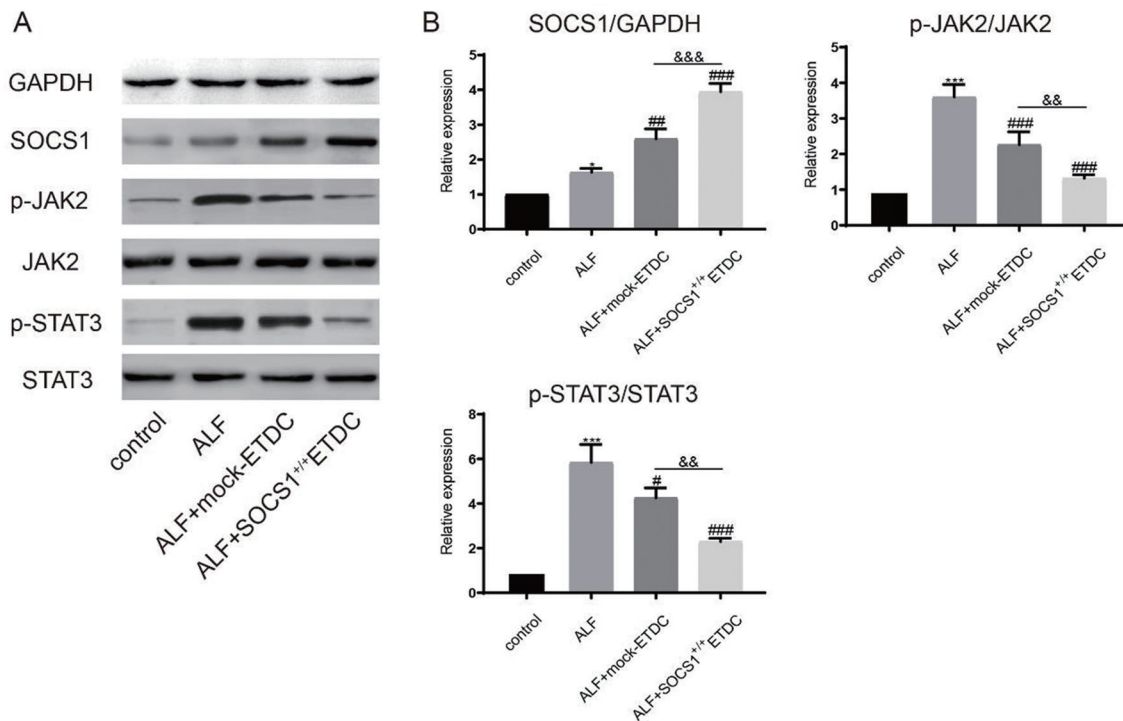 A
GAPDH
SOCS1
p-JAK2
JAK2
p-STAT3
STAT3
control
ALF
ALF+mock-ETDC
ALF+SOCS1+/+ETDC
B
SOCS1/GAPDH
Relative expression
5
4
3
2
1
0
*
##
###
&&&
control
ALF
ALF+mock-ETDC
ALF+SOCS1+/+ETDC
p-JAK2/JAK2
Relative expression
5
4
3
2
1
0
***
###
###
&&
control
ALF
ALF+mock-ETDC
ALF+SOCS1+/+ETDC
p-STAT3/STAT3
Relative expression
8
6
4
2
0
***
#
###
&&
control
ALF
ALF+mock-ETDC
ALF+SOCS1+/+ETDC